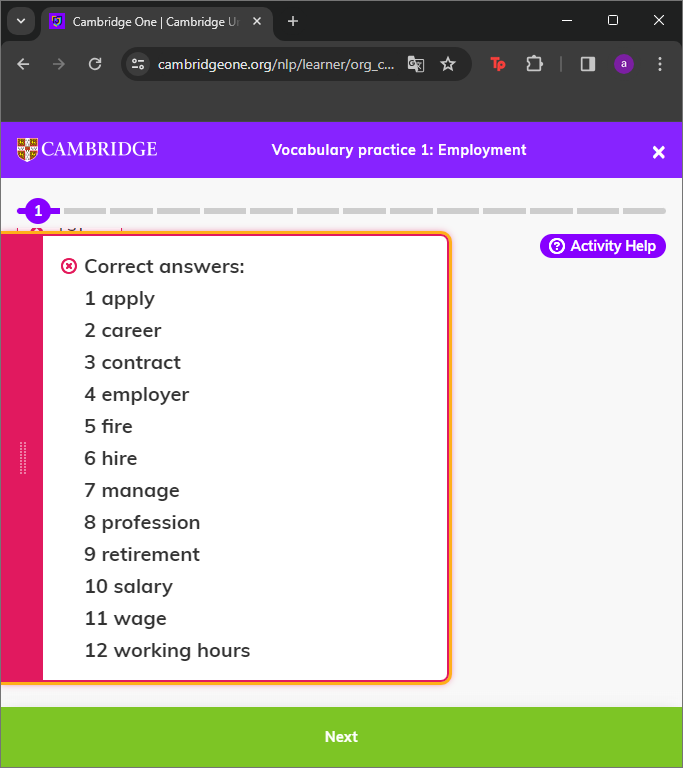 Cambridge One | Cambridge Ur
cambridgeone.org/nlp/learner/org_c...
Tp
a
CAMBRIDGE
Vocabulary practice 1: Employment
1
Activity Help
Correct answers:
1 apply
2 career
3 contract
4 employer
5 fire
6 hire
7 manage
8 profession
9 retirement
10 salary
11 wage
12 working hours
Next